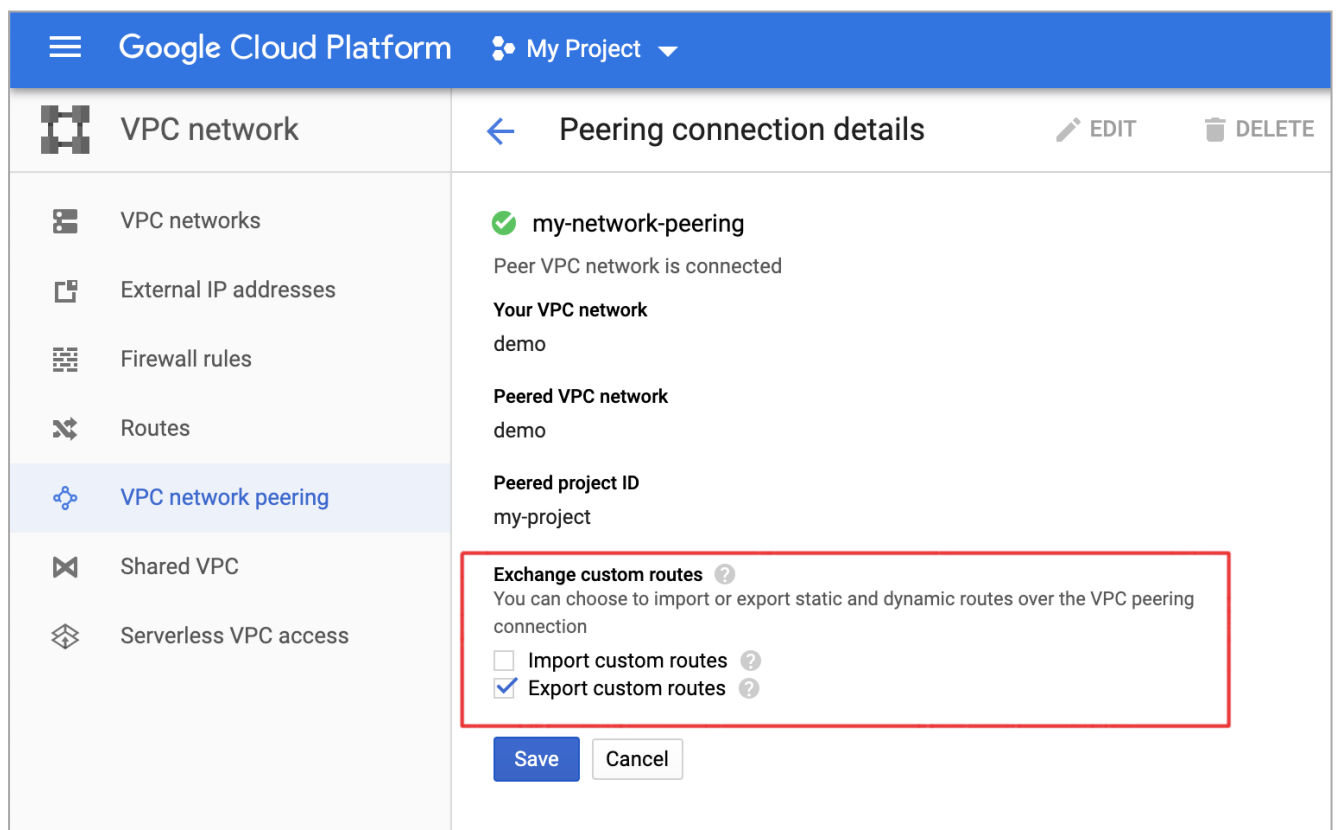 Google Cloud Platform My Project
VPC network
Peering connection details EDIT DELETE
VPC networks
External IP addresses
Firewall rules
Routes
VPC network peering
Shared VPC
Serverless VPC access
my-network-peering
Peer VPC network is connected
Your VPC network
demo
Peered VPC network
demo
Peered project ID
my-project
Exchange custom routes ?
You can choose to import or export static and dynamic routes over the VPC peering
connection
Import custom routes ?
Export custom routes ?
Save Cancel